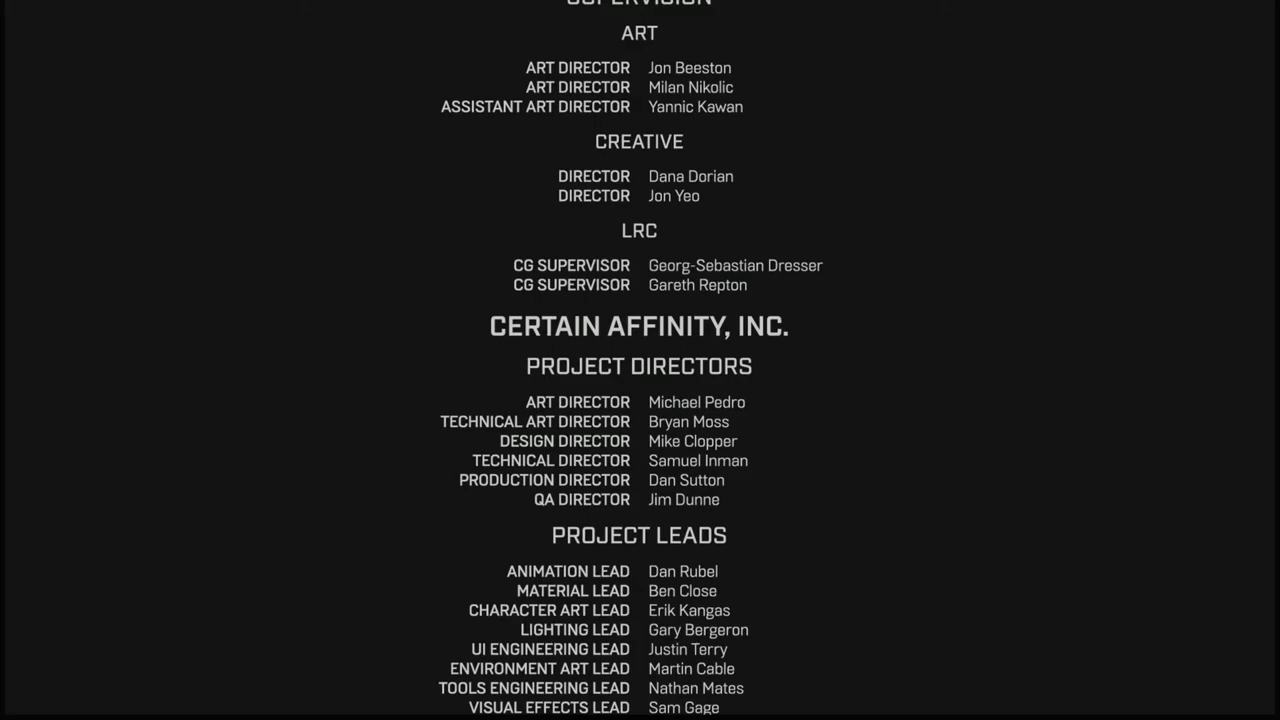 SUPERVISION
ART
ART DIRECTOR Jon Beeston
ART DIRECTOR Milan Nikolic
ASSISTANT ART DIRECTOR Yannic Kawan
CREATIVE
DIRECTOR Dana Dorian
DIRECTOR Jon Yeo
LRC
CG SUPERVISOR Georg-Sebastian Dresser
CG SUPERVISOR Gareth Repton
CERTAIN AFFINITY, INC.
PROJECT DIRECTORS
ART DIRECTOR Michael Pedro
TECHNICAL ART DIRECTOR Bryan Moss
DESIGN DIRECTOR Mike Clopper
TECHNICAL DIRECTOR Samuel Inman
PRODUCTION DIRECTOR Dan Sutton
QA DIRECTOR Jim Dunne
PROJECT LEADS
ANIMATION LEAD Dan Rubel
MATERIAL LEAD Ben Close
CHARACTER ART LEAD Erik Kangas
LIGHTING LEAD Gary Bergeron
UI ENGINEERING LEAD Justin Terry
ENVIRONMENT ART LEAD Martin Cable
TOOLS ENGINEERING LEAD Nathan Mates
VISUAL EFFECTS LEAD Sam Gage